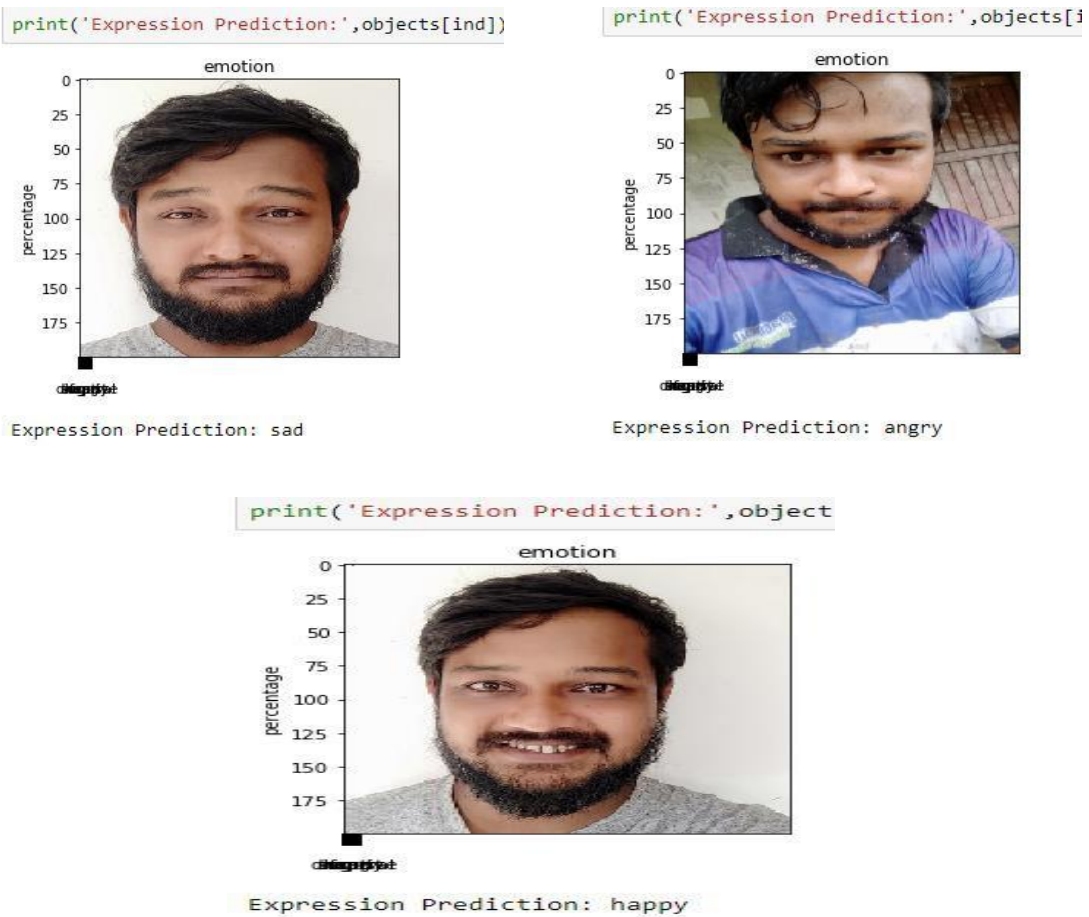 print('Expression Prediction:',objects[ind])
emotion
0
25
50
75
100
125
150
175
percentage
Expression Prediction: sad
print('Expression Prediction:',objects[i
emotion
0
25
50
75
100
125
150
175
percentage
Expression Prediction: angry
print('Expression Prediction:',object
emotion
0
25
50
75
100
125
150
175
percentage
Expression Prediction: happy